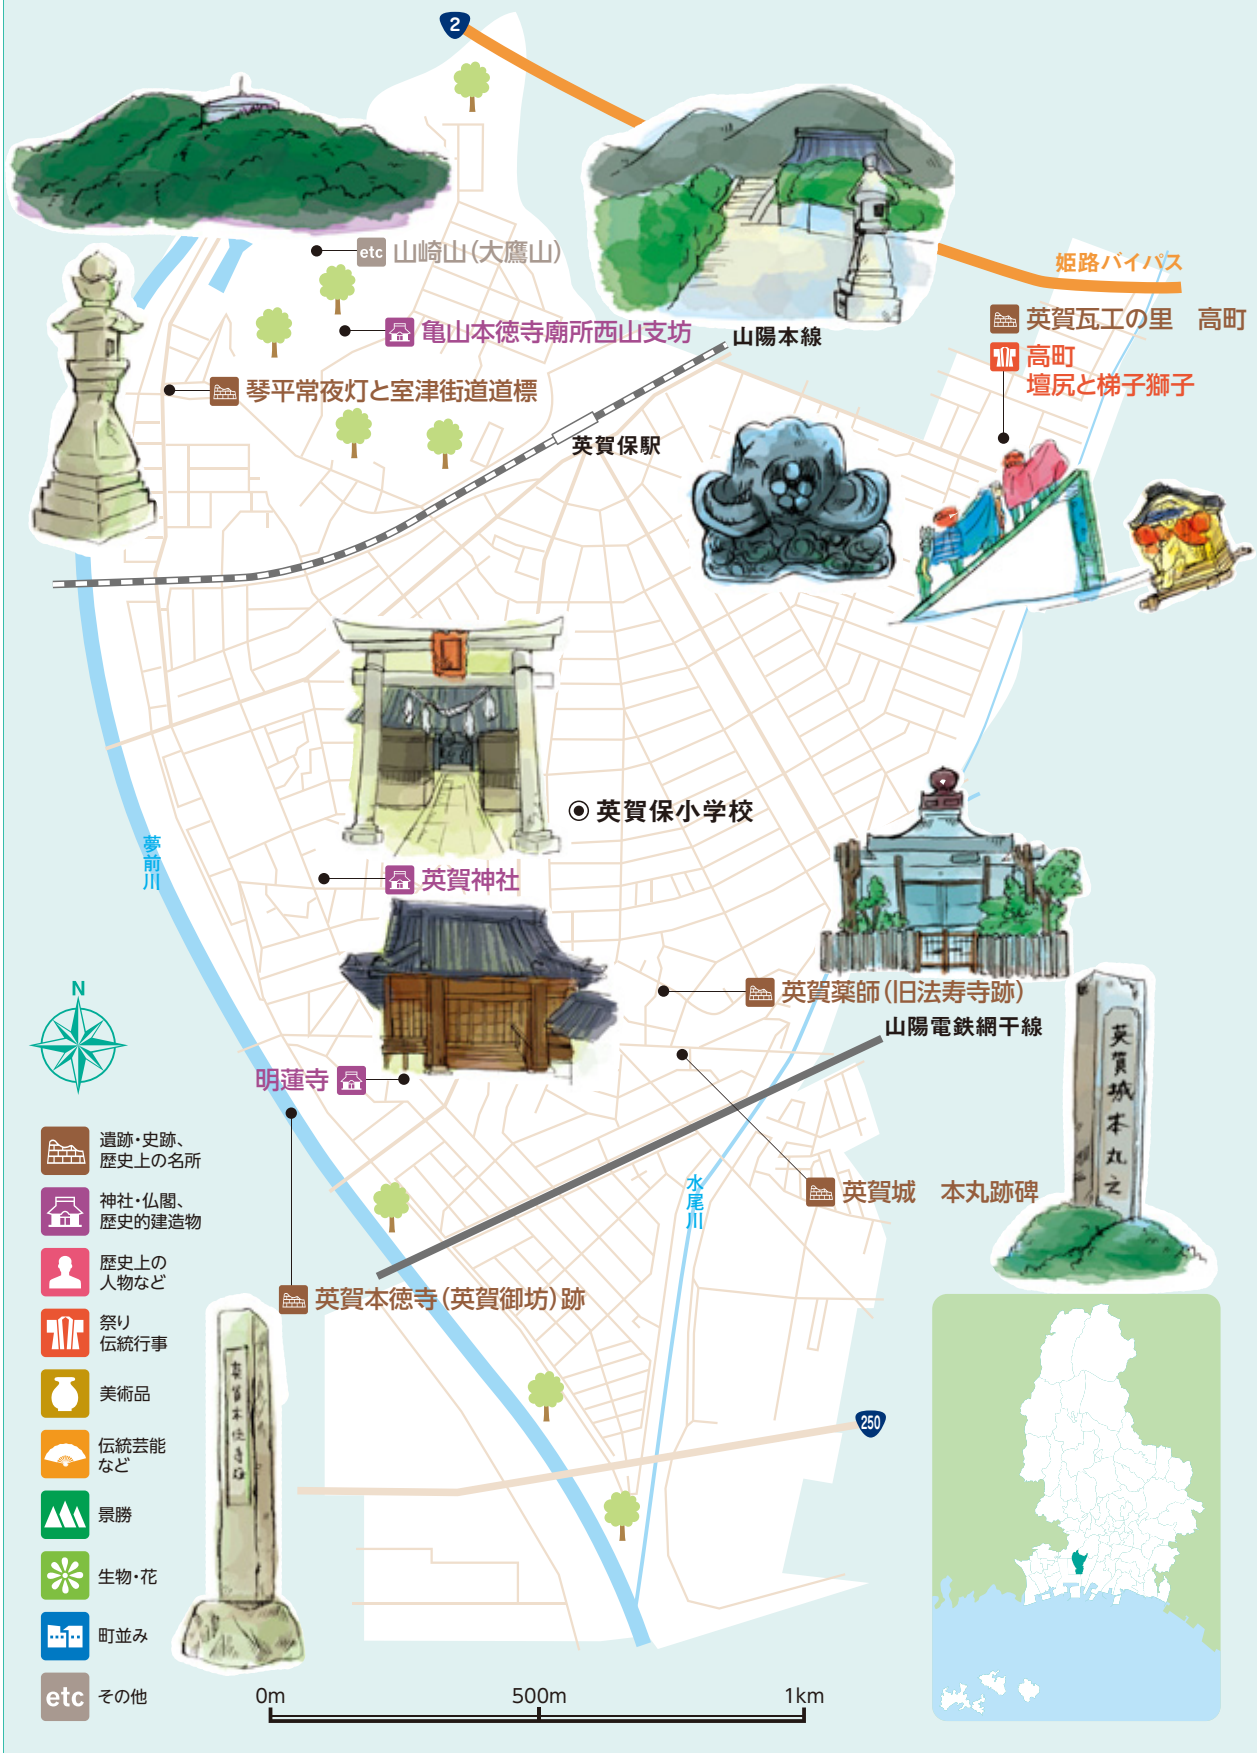 2
etc 山崎山（大鷹山）
亀山本徳寺廟所西山支坊
琴平常夜灯と室津街道道標
山陽本線
英賀保駅
姫路バイパス
英賀瓦工の里　高町
高町
壇尻と梯子獅子
英賀保小学校
夢前川
英賀神社
英賀薬師（旧法寿寺跡）
山陽電鉄網干線
明蓮寺
英賀城本丸之
水尾川
英賀城　本丸跡碑
英賀本徳寺（英賀御坊）跡
英賀本徳寺跡
250
N
遺跡・史跡、
歴史上の名所
神社・仏閣、
歴史的建造物
歴史上の
人物など
祭り
伝統行事
美術品
伝統芸能
など
景勝
生物・花
町並み
etc その他
0m 500m 1km